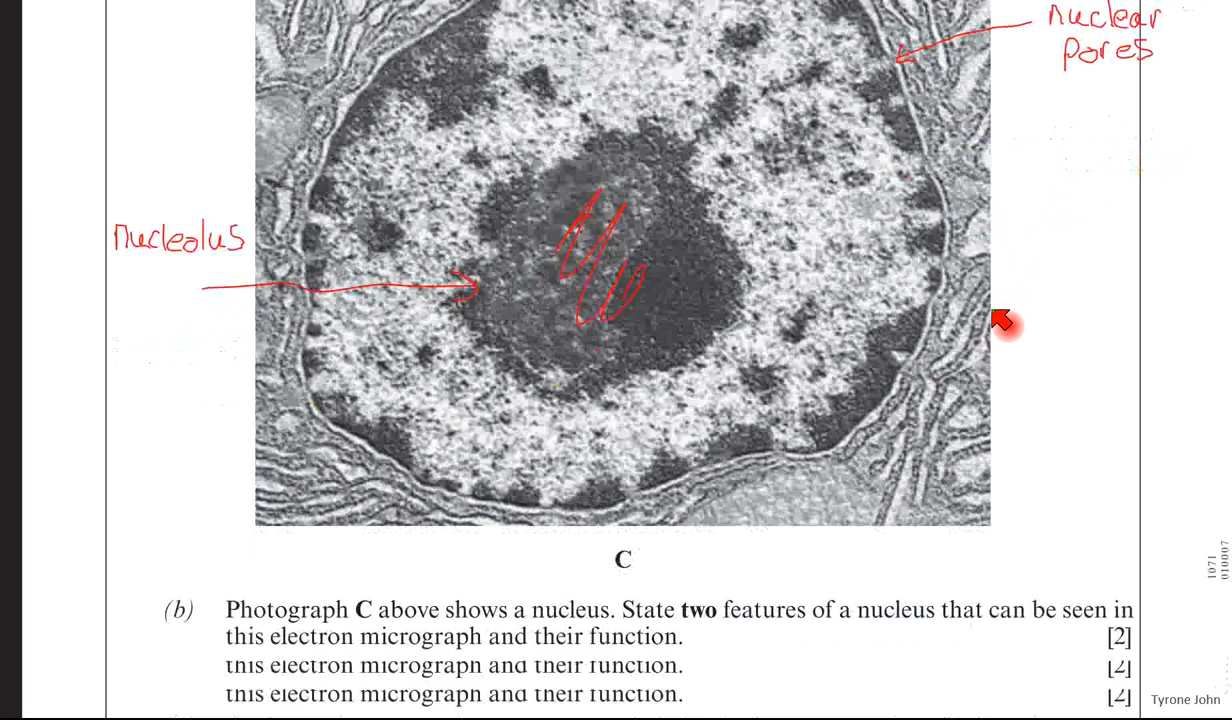 nuclear
pores
nucleolus
C
(b) Photograph C above shows a nucleus. State two features of a nucleus that can be seen in
this electron micrograph and their function. [2]
this electron micrograph and their function. [2]
this electron micrograph and their function. [2]
1071
010007
Tyrone John